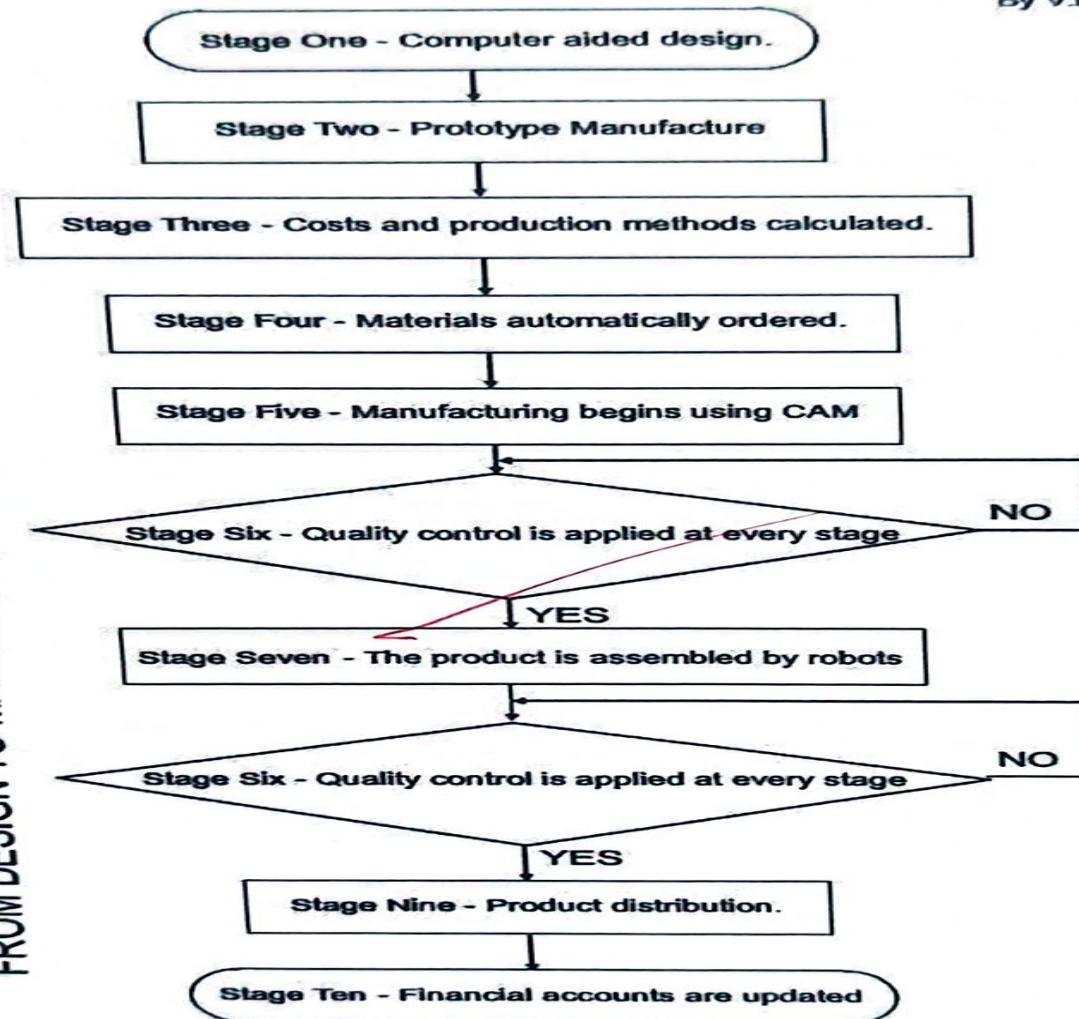 Stage One - Computer aided design.
Stage Two - Prototype Manufacture
Stage Three - Costs and production methods calculated.
Stage Four - Materials automatically ordered.
Stage Five - Manufacturing begins using CAM
Stage Six - Quality control is applied at every stage
NO
YES
Stage Seven - The product is assembled by robots
Stage Six - Quality control is applied at every stage
NO
YES
Stage Nine - Product distribution.
Stage Ten - Financial accounts are updated
FROM DESIGN TO